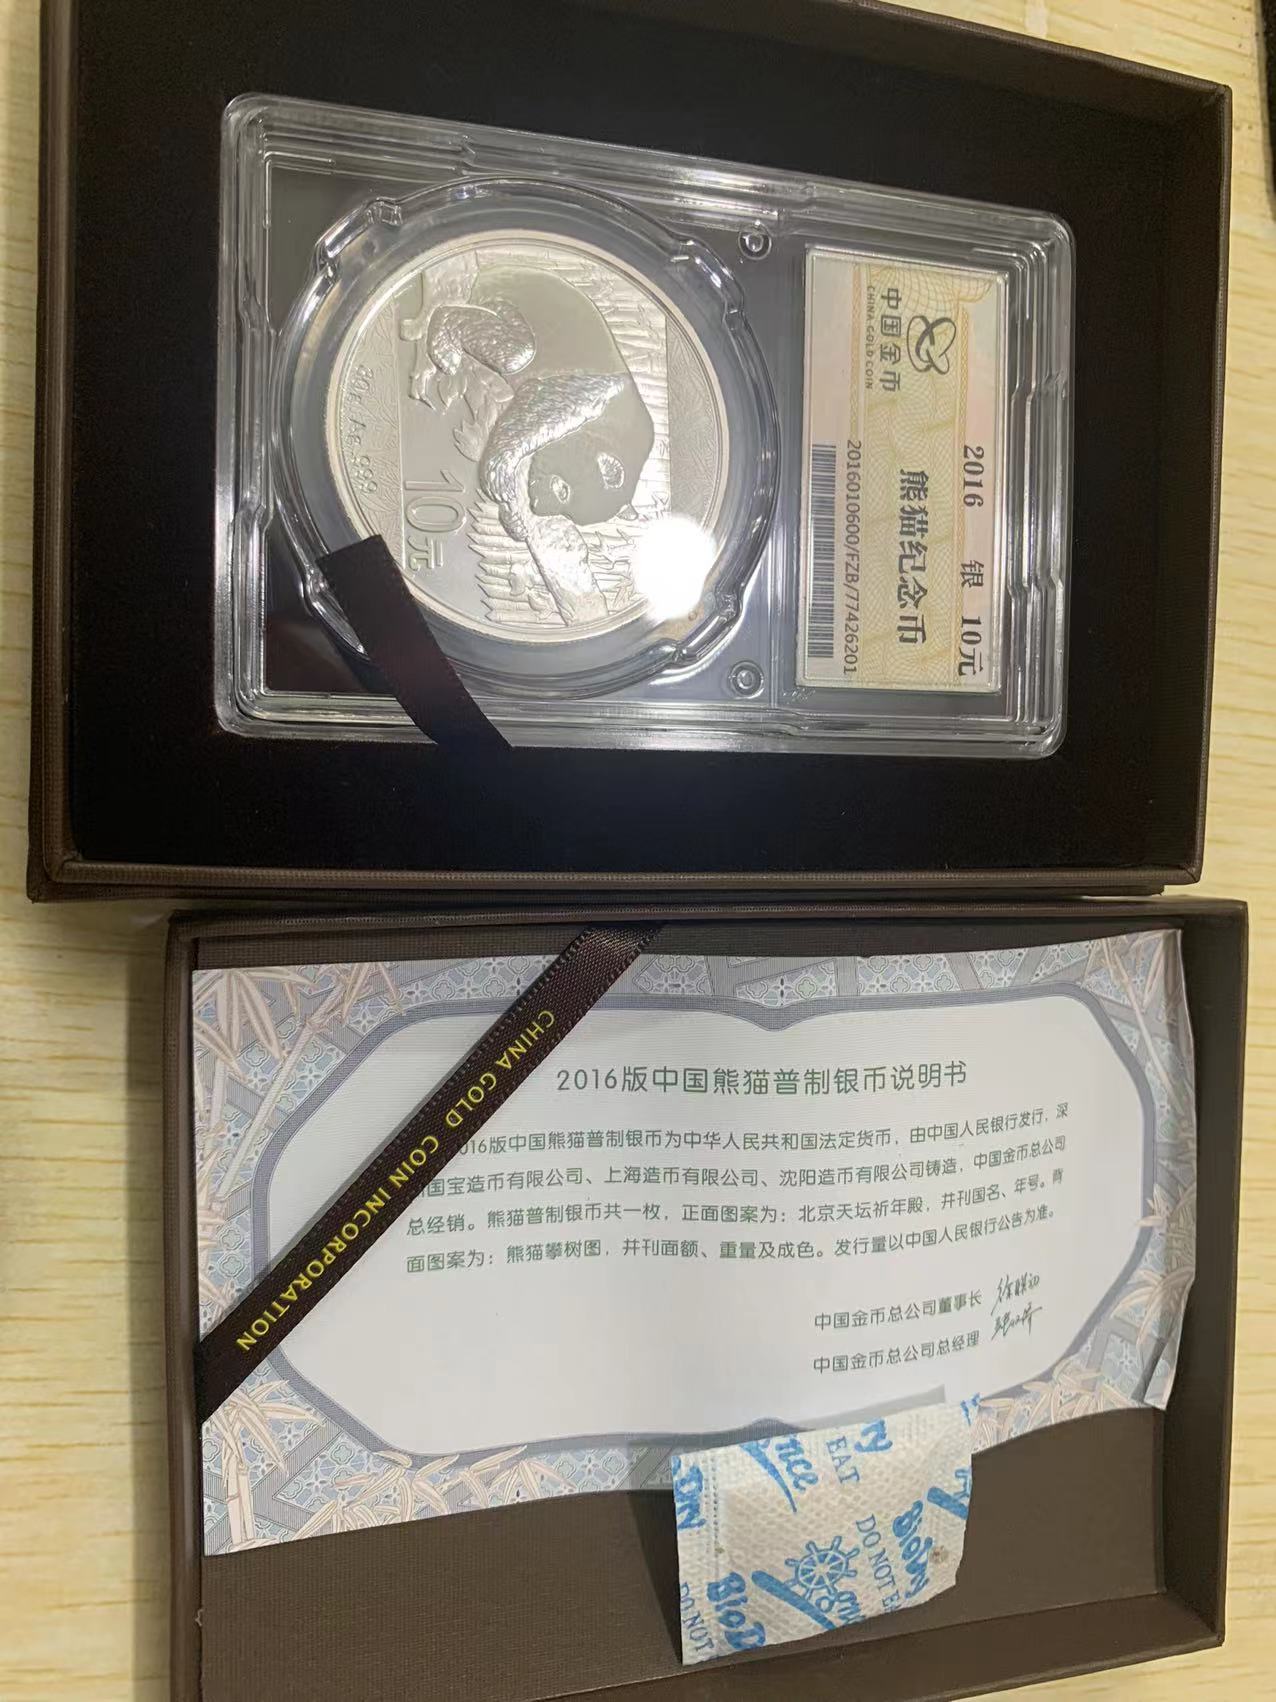 中国金币
CHINA GOLD COIN
2016 银 10元
熊猫纪念币
2016010600/FZB/77426201
30g Ag.999
10元
CHINA GOLD COIN INCORPORATION
2016版中国熊猫普制银币说明书
016版中国熊猫普制银币为中华人民共和国法定货币，由中国人民银行发行，深
国宝造币有限公司、上海造币有限公司、沈阳造币有限公司铸造，中国金币总公司
总经销。熊猫普制银币共一枚，正面图案为：北京天坛祈年殿，并刊国名、年号。背
面图案为：熊猫攀树图，并刊面额、重量及成色。发行量以中国人民银行公告为准。
中国金币总公司董事长
中国金币总公司总经理
EAT
DO NOT
DO NOT